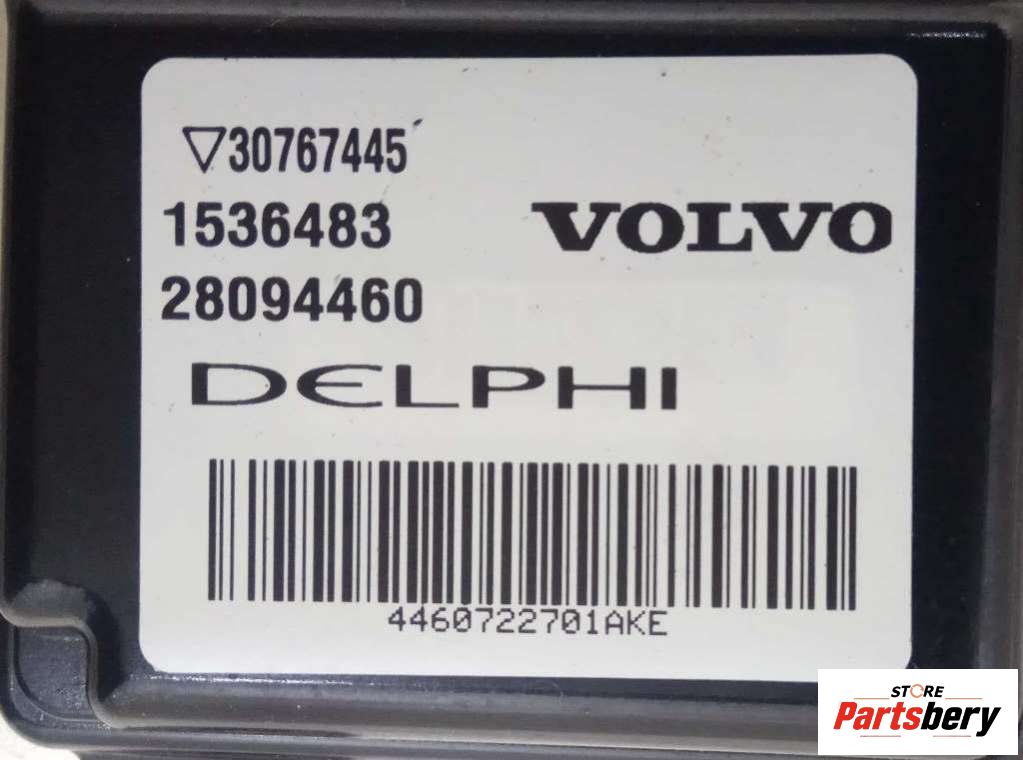 ▽30767445
1536483
VOLVO
28094460
DELPHI
4460722701AKE
STORE
Partsbery